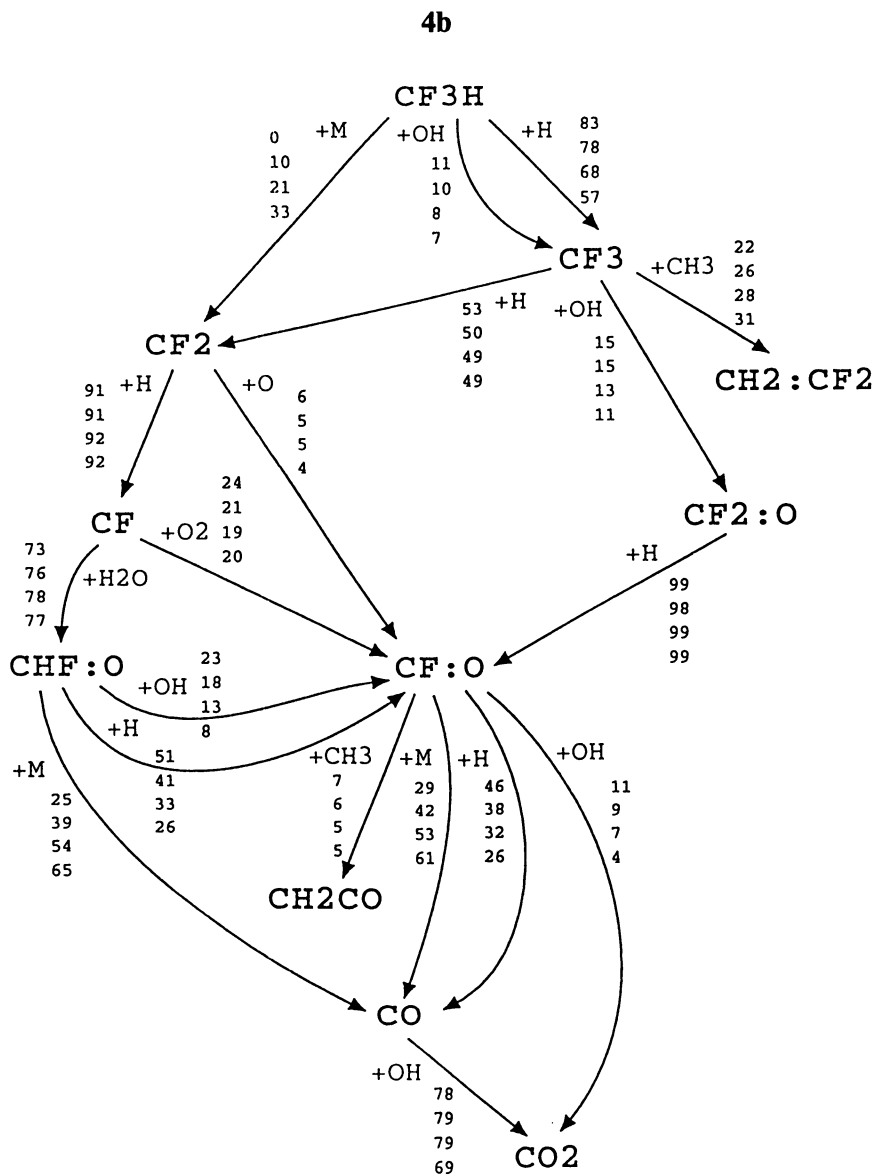 4b
CF3H
+M
0
10
21
33
+OH
11
10
8
7
+H
83
78
68
57
CF3
+CH3
22
26
28
31
CH2:CF2
+H
53
50
49
49
+OH
15
15
13
11
CF2
+H
91
91
92
92
+O
6
5
5
4
CF
+O2
24
21
19
20
CF2:O
+H
99
98
99
99
+H2O
73
76
78
77
CHF:O
+OH
23
18
13
8
+H
51
41
33
26
+M
25
39
54
65
CF:O
+CH3
7
6
5
5
+M
29
42
53
61
+H
46
38
32
26
+OH
11
9
7
4
CH2CO
CO
+OH
78
79
79
69
CO2